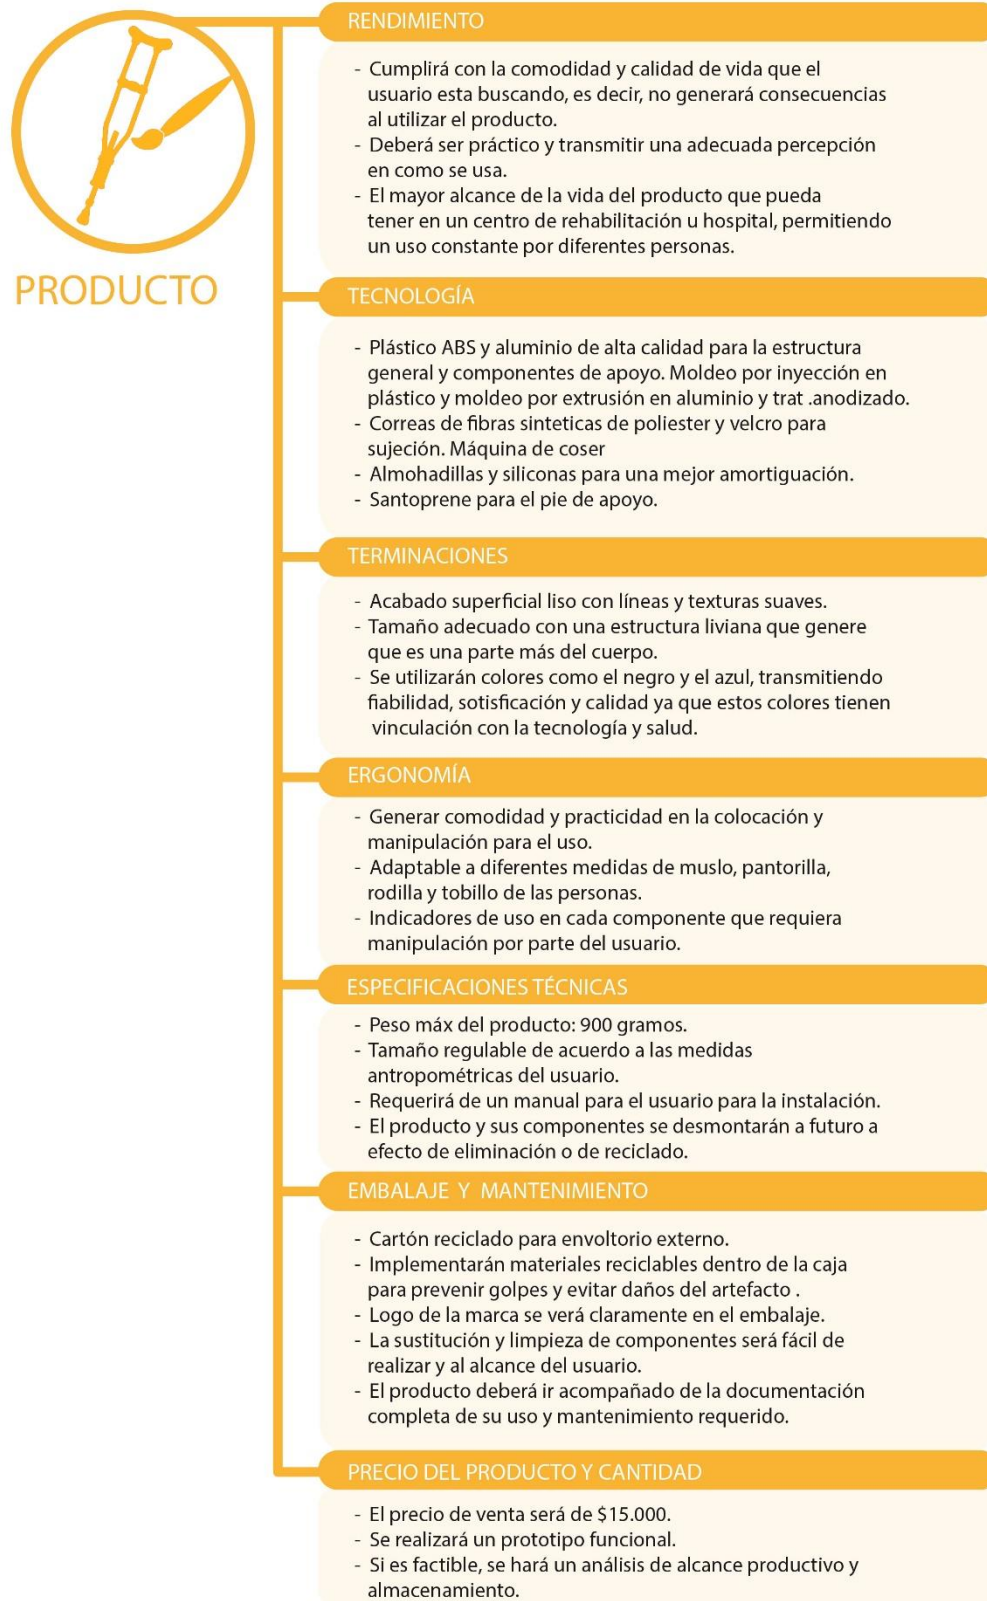 PRODUCTO
RENDIMIENTO
- Cumplirá con la comodidad y calidad de vida que el
usuario esta buscando, es decir, no generará consecuencias
al utilizar el producto.
- Deberá ser práctico y transmitir una adecuada percepción
en como se usa.
- El mayor alcance de la vida del producto que pueda
tener en un centro de rehabilitación u hospital, permitiendo
un uso constante por diferentes personas.
TECNOLOGÍA
- Plástico ABS y aluminio de alta calidad para la estructura
general y componentes de apoyo. Moldeo por inyección en
plástico y moldeo por extrusión en aluminio y trat .anodizado.
- Correas de fibras sinteticas de poliester y velcro para
sujeción. Máquina de coser
- Almohadillas y siliconas para una mejor amortiguación.
- Santoprene para el pie de apoyo.
TERMINACIONES
- Acabado superficial liso con líneas y texturas suaves.
- Tamaño adecuado con una estructura liviana que genere
que es una parte más del cuerpo.
- Se utilizarán colores como el negro y el azul, transmitiendo
fiabilidad, sotisficación y calidad ya que estos colores tienen
vinculación con la tecnología y salud.
ERGONOMÍA
- Generar comodidad y practicidad en la colocación y
manipulación para el uso.
- Adaptable a diferentes medidas de muslo, pantorilla,
rodilla y tobillo de las personas.
- Indicadores de uso en cada componente que requiera
manipulación por parte del usuario.
ESPECIFICACIONES TÉCNICAS
- Peso máx del producto: 900 gramos.
- Tamaño regulable de acuerdo a las medidas
antropométricas del usuario.
- Requerirá de un manual para el usuario para la instalación.
- El producto y sus componentes se desmontarán a futuro a
efecto de eliminación o de reciclado.
EMBALAJE Y MANTENIMIENTO
- Cartón reciclado para envoltorio externo.
- Implementarán materiales reciclables dentro de la caja
para prevenir golpes y evitar daños del artefacto .
- Logo de la marca se verá claramente en el embalaje.
- La sustitución y limpieza de componentes será fácil de
realizar y al alcance del usuario.
- El producto deberá ir acompañado de la documentación
completa de su uso y mantenimiento requerido.
PRECIO DEL PRODUCTO Y CANTIDAD
- El precio de venta será de $15.000.
- Se realizará un prototipo funcional.
- Si es factible, se hará un análisis de alcance productivo y
almacenamiento.